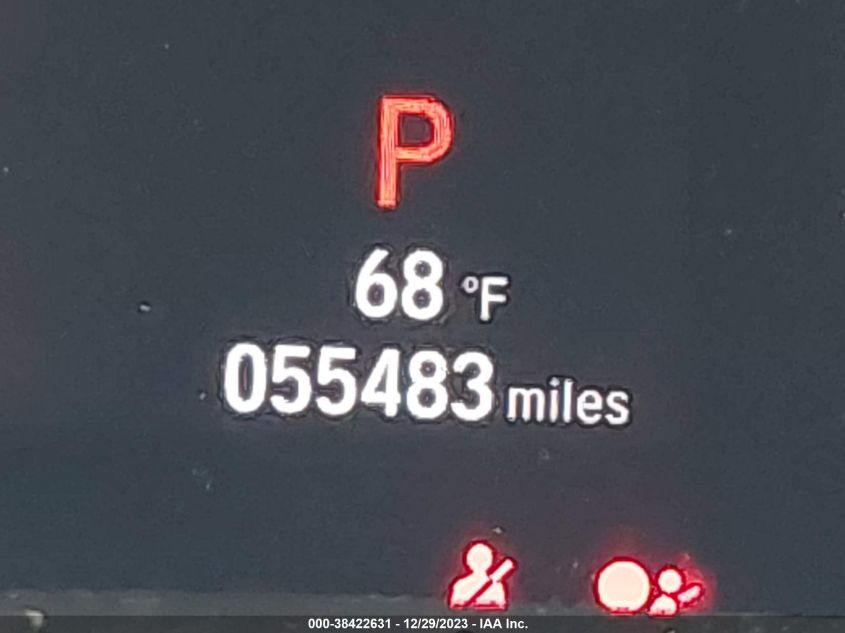 P
68 °F
055483 miles
000-38422631 - 12/29/2023 - IAA Inc.